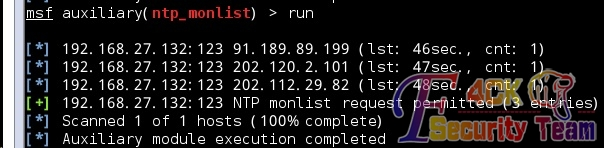 msf auxiliary(ntp_monlist) > run
[*] 192.168.27.132:123 91.189.89.199 (lst: 46sec., cnt: 1)
[*] 192.168.27.132:123 202.120.2.101 (lst: 47sec., cnt: 1)
[*] 192.168.27.132:123 202.112.29.82 (lst: 48sec., cnt: 1)
[+] 192.168.27.132:123 NTP monlist request permitted (3 entries)
[*] Scanned 1 of 1 hosts (100% complete)
[*] Auxiliary module execution completed
F4CK
Security Team